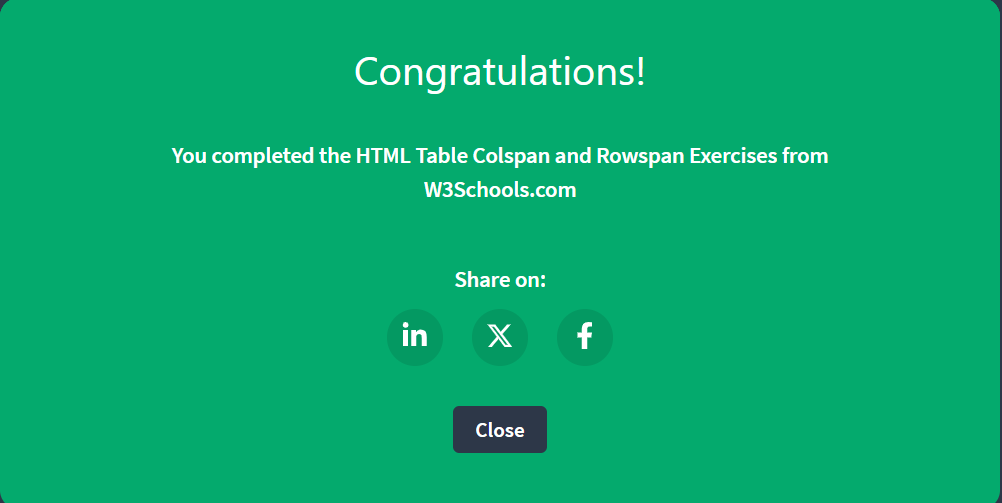 Congratulations!
You completed the HTML Table Colspan and Rowspan Exercises from
W3Schools.com
Share on:
in
X
f
Close